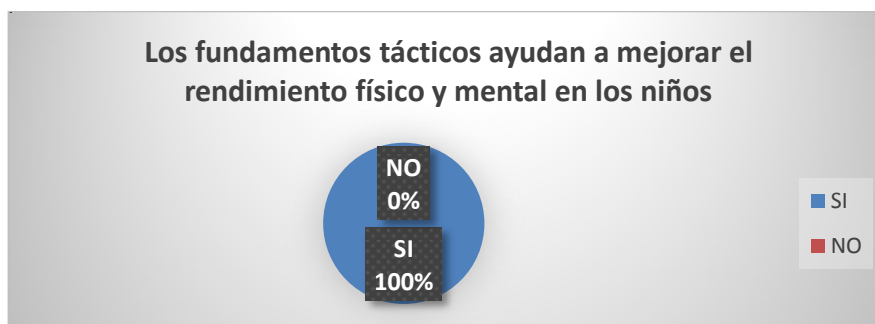 Los fundamentos tácticos ayudan a mejorar el
rendimiento físico y mental en los niños
NO
0%
SI
100%
SI
NO